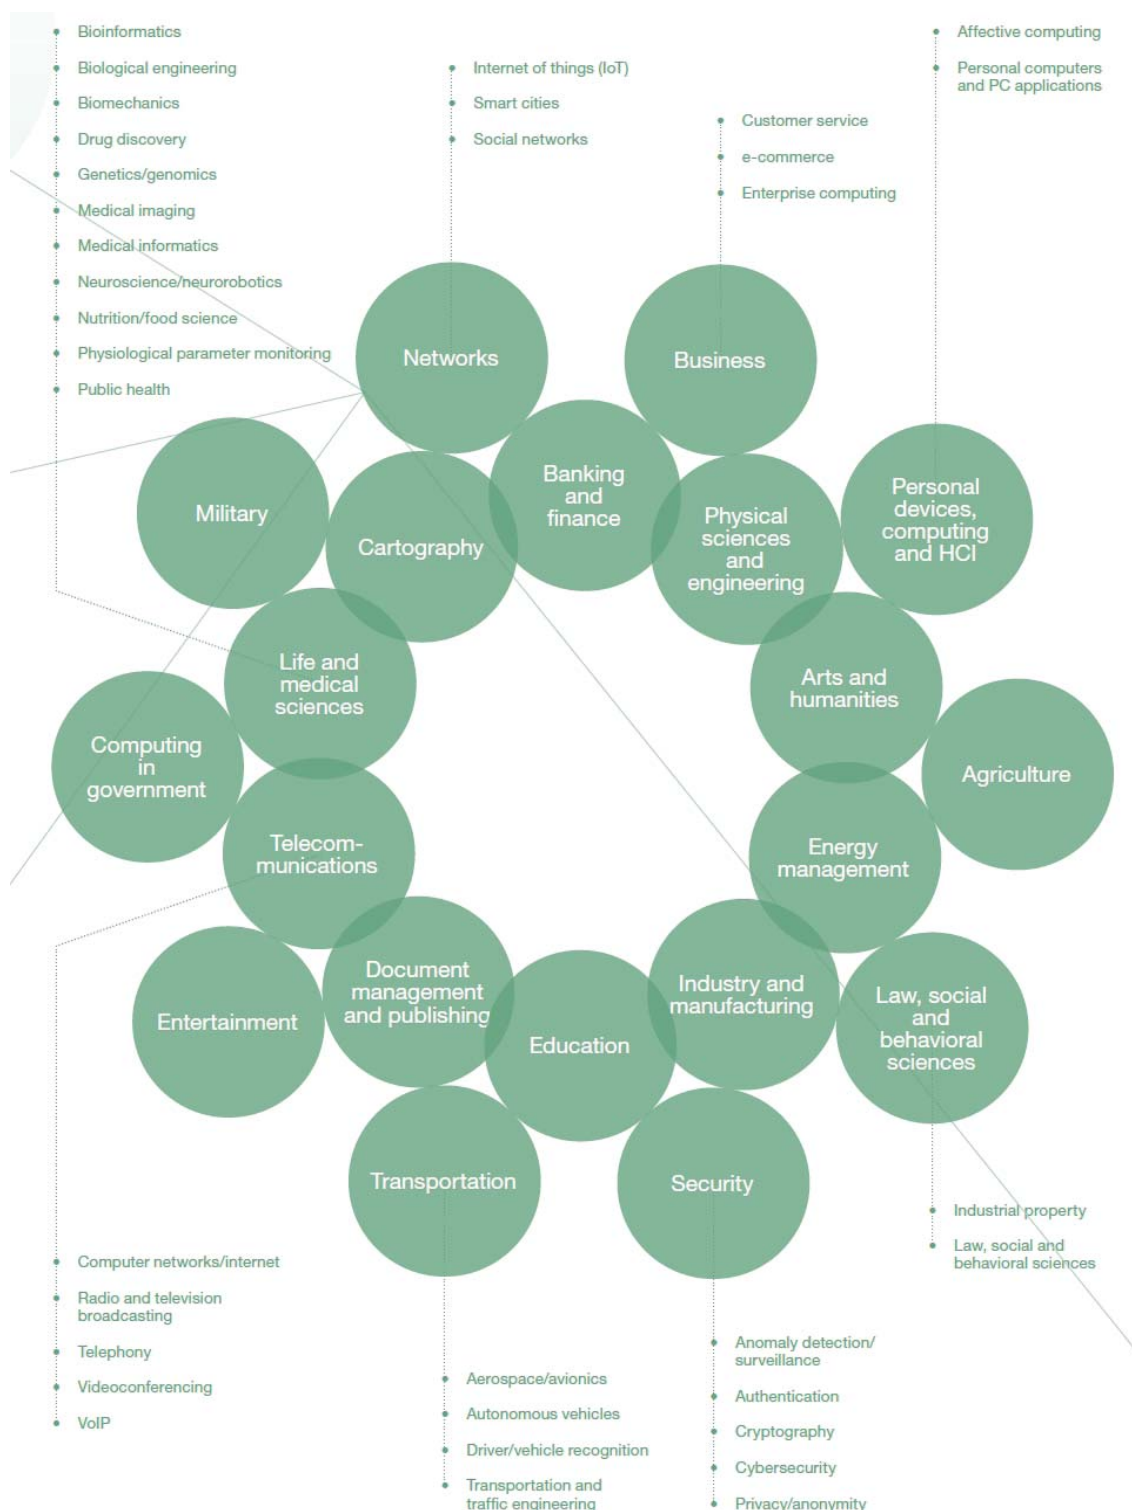 Bioinformatics
Biological engineering
Biomechanics
Drug discovery
Genetics/genomics
Medical imaging
Medical informatics
Neuroscience/neurorobotics
Nutrition/food science
Physiological parameter monitoring
Public health
Internet of things (IoT)
Smart cities
Social networks
Customer service
e-commerce
Enterprise computing
Affective computing
Personal computers
and PC applications
Networks
Business
Military
Cartography
Banking
and
finance
Physical
sciences
and
engineering
Personal
devices,
computing
and HCI
Life and
medical
sciences
Arts and
humanities
Computing
in
government
Agriculture
Telecom-
munications
Energy
management
Entertainment
Document
management
and publishing
Education
Industry and
manufacturing
Law, social
and
behavioral
sciences
Transportation
Security
Industrial property
Law, social and
behavioral sciences
Computer networks/internet
Radio and television
broadcasting
Telephony
Videoconferencing
VoIP
Aerospace/avionics
Autonomous vehicles
Driver/vehicle recognition
Transportation and
traffic engineering
Anomaly detection/
surveillance
Authentication
Cryptography
Cybersecurity
Privacy/anonymity